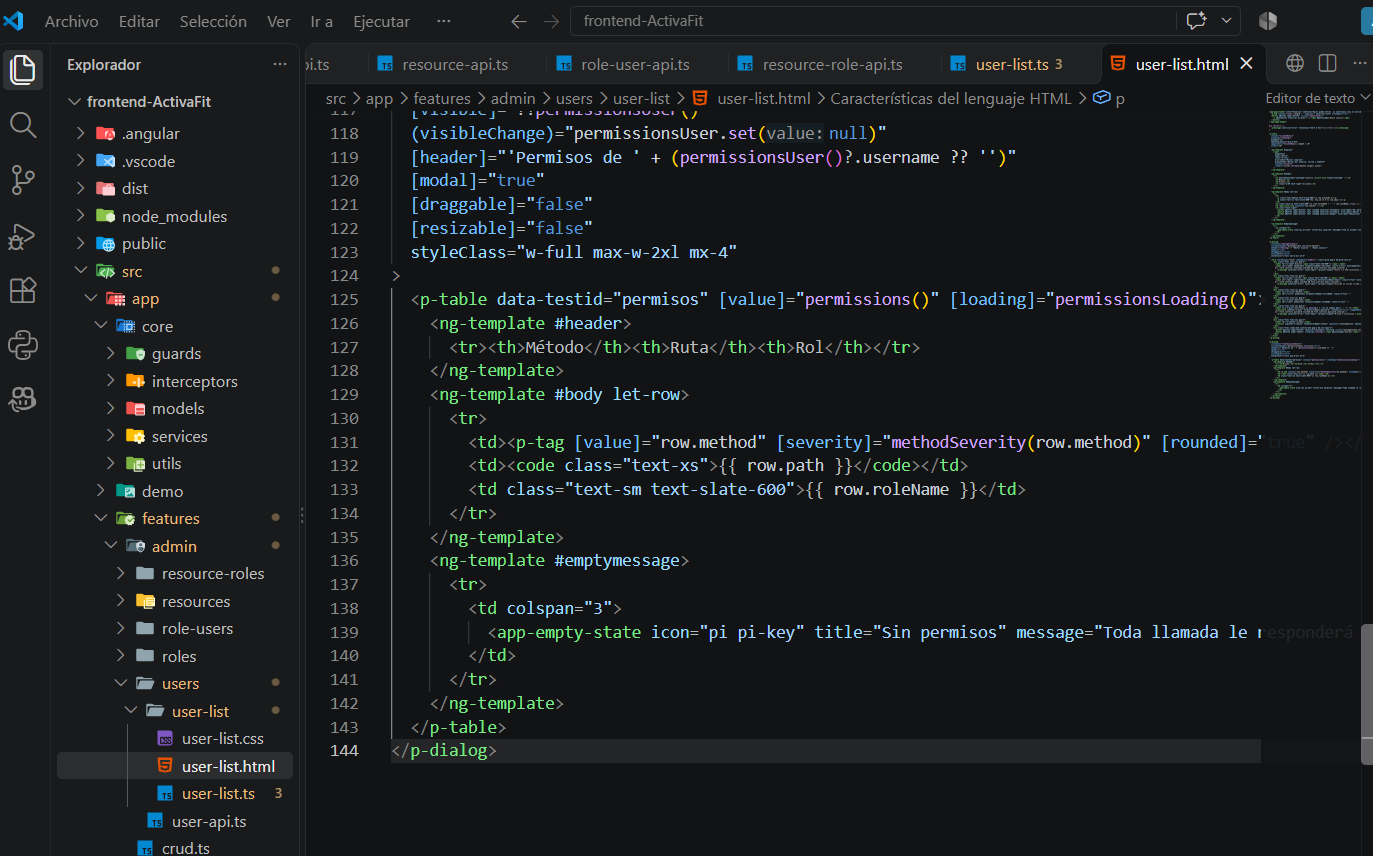 Archivo Editar Selección Ver Ir a Ejecutar ··· frontend-ActivaFit
Explorador ···
frontend-ActivaFit
.angular
.vscode
dist
node_modules
public
src
app
core
guards
interceptors
models
services
utils
demo
features
admin
resource-roles
resources
role-users
roles
users
user-list
user-list.css
user-list.html
user-list.ts 3
user-api.ts
crud.ts
resource-api.ts role-user-api.ts resource-role-api.ts user-list.ts 3 user-list.html
src > app > features > admin > users > user-list > user-list.html > Características del lenguaje HTML > p
Editor de texto
117 [visible]="!!permissionsUser()"
118 (visibleChange)="permissionsUser.set(value: null)"
119 [header]="'Permisos de ' + (permissionsUser()?.username ?? '')"
120 [modal]="true"
121 [draggable]="false"
122 [resizable]="false"
123 styleClass="w-full max-w-2xl mx-4"
124 >
125 <p-table data-testid="permisos" [value]="permissions()" [loading]="permissionsLoading()">
126 <ng-template #header>
127 <tr><th>Método</th><th>Ruta</th><th>Rol</th></tr>
128 </ng-template>
129 <ng-template #body let-row>
130 <tr>
131 <td><p-tag [value]="row.method" [severity]="methodSeverity(row.method)" [rounded]="true" /></
132 <td><code class="text-xs">{{ row.path }}</code></td>
133 <td class="text-sm text-slate-600">{{ row.roleName }}</td>
134 </tr>
135 </ng-template>
136 <ng-template #emptymessage>
137 <tr>
138 <td colspan="3">
139 <app-empty-state icon="pi pi-key" title="Sin permisos" message="Toda llamada le responderá
140 </td>
141 </tr>
142 </ng-template>
143 </p-table>
144 </p-dialog>